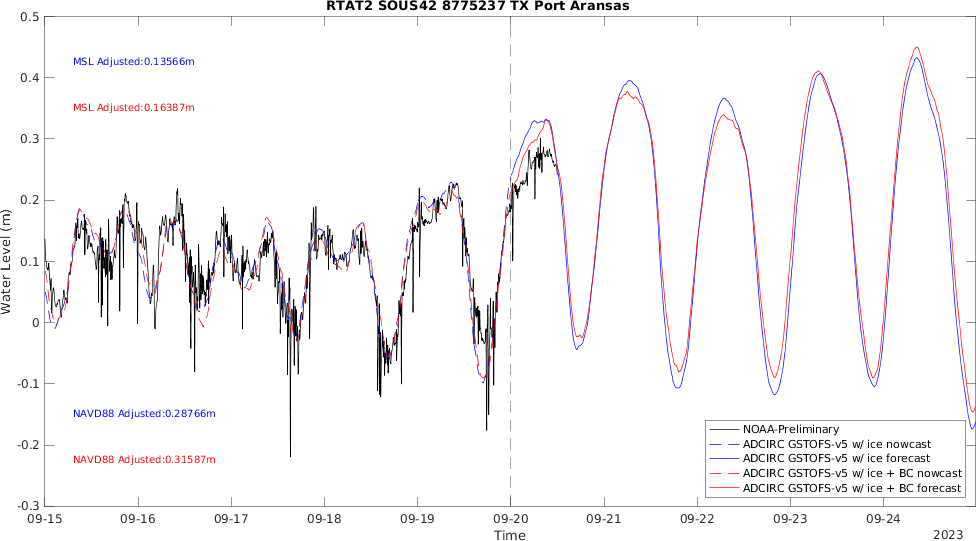 RTAT2 SOUS42 8775237 TX Port Aransas
0.5
MSL Adjusted:0.13566m
0.4
MSL Adjusted:0.16387m
0.3
0.2
Water Level (m)
0.1
0
-0.1
NAVD88 Adjusted:0.28766m
NOAA-Preliminary
-0.2
ADCIRC GSTOFS-v5 w/ ice nowcast
NAVD88 Adjusted:0.31587m
ADCIRC GSTOFS-v5 w/ ice forecast
ADCIRC GSTOFS-v5 w/ ice + BC nowcast
ADCIRC GSTOFS-v5 w/ ice + BC forecast
-0.3
09-15 09-16 09-17 09-18 09-19 09-20 09-21 09-22 09-23 09-24
Time
2023